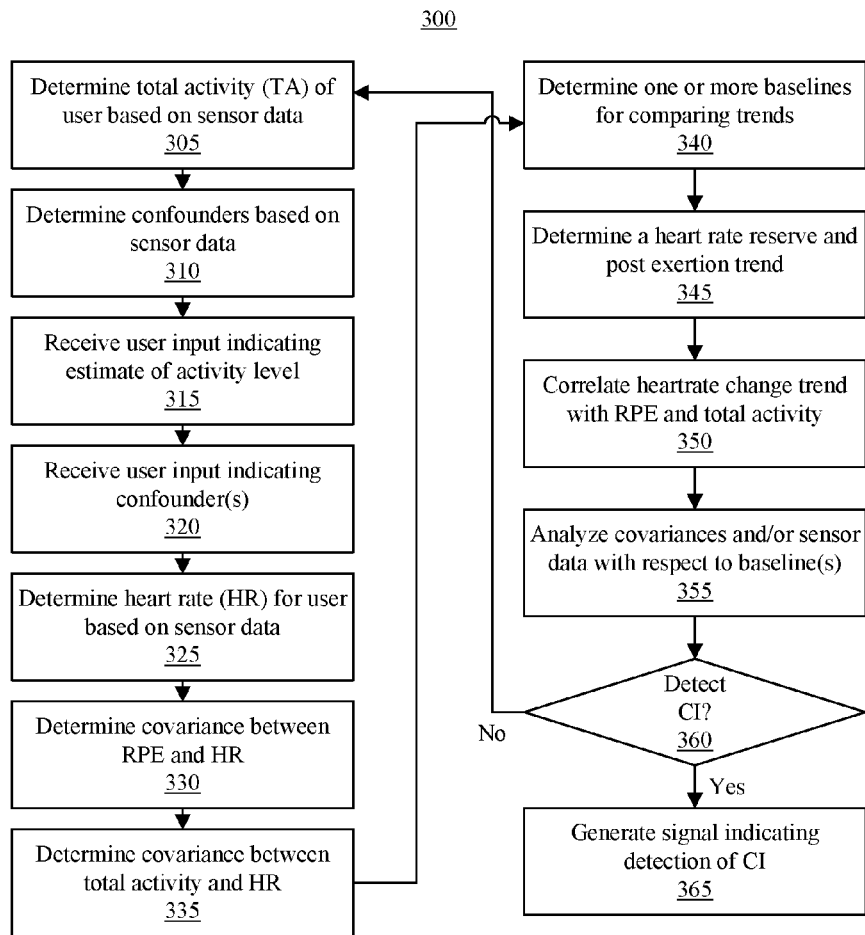 300
Determine total activity (TA) of
user based on sensor data
305
Determine confounders based on
sensor data
310
Receive user input indicating
estimate of activity level
315
Receive user input indicating
confounder(s)
320
Determine heart rate (HR) for user
based on sensor data
325
Determine covariance between
RPE and HR
330
Determine covariance between
total activity and HR
335
Determine one or more baselines
for comparing trends
340
Determine a heart rate reserve and
post exertion trend
345
Correlate heartrate change trend
with RPE and total activity
350
Analyze covariances and/or sensor
data with respect to baseline(s)
355
Detect
CI?
360
No
Yes
Generate signal indicating
detection of CI
365